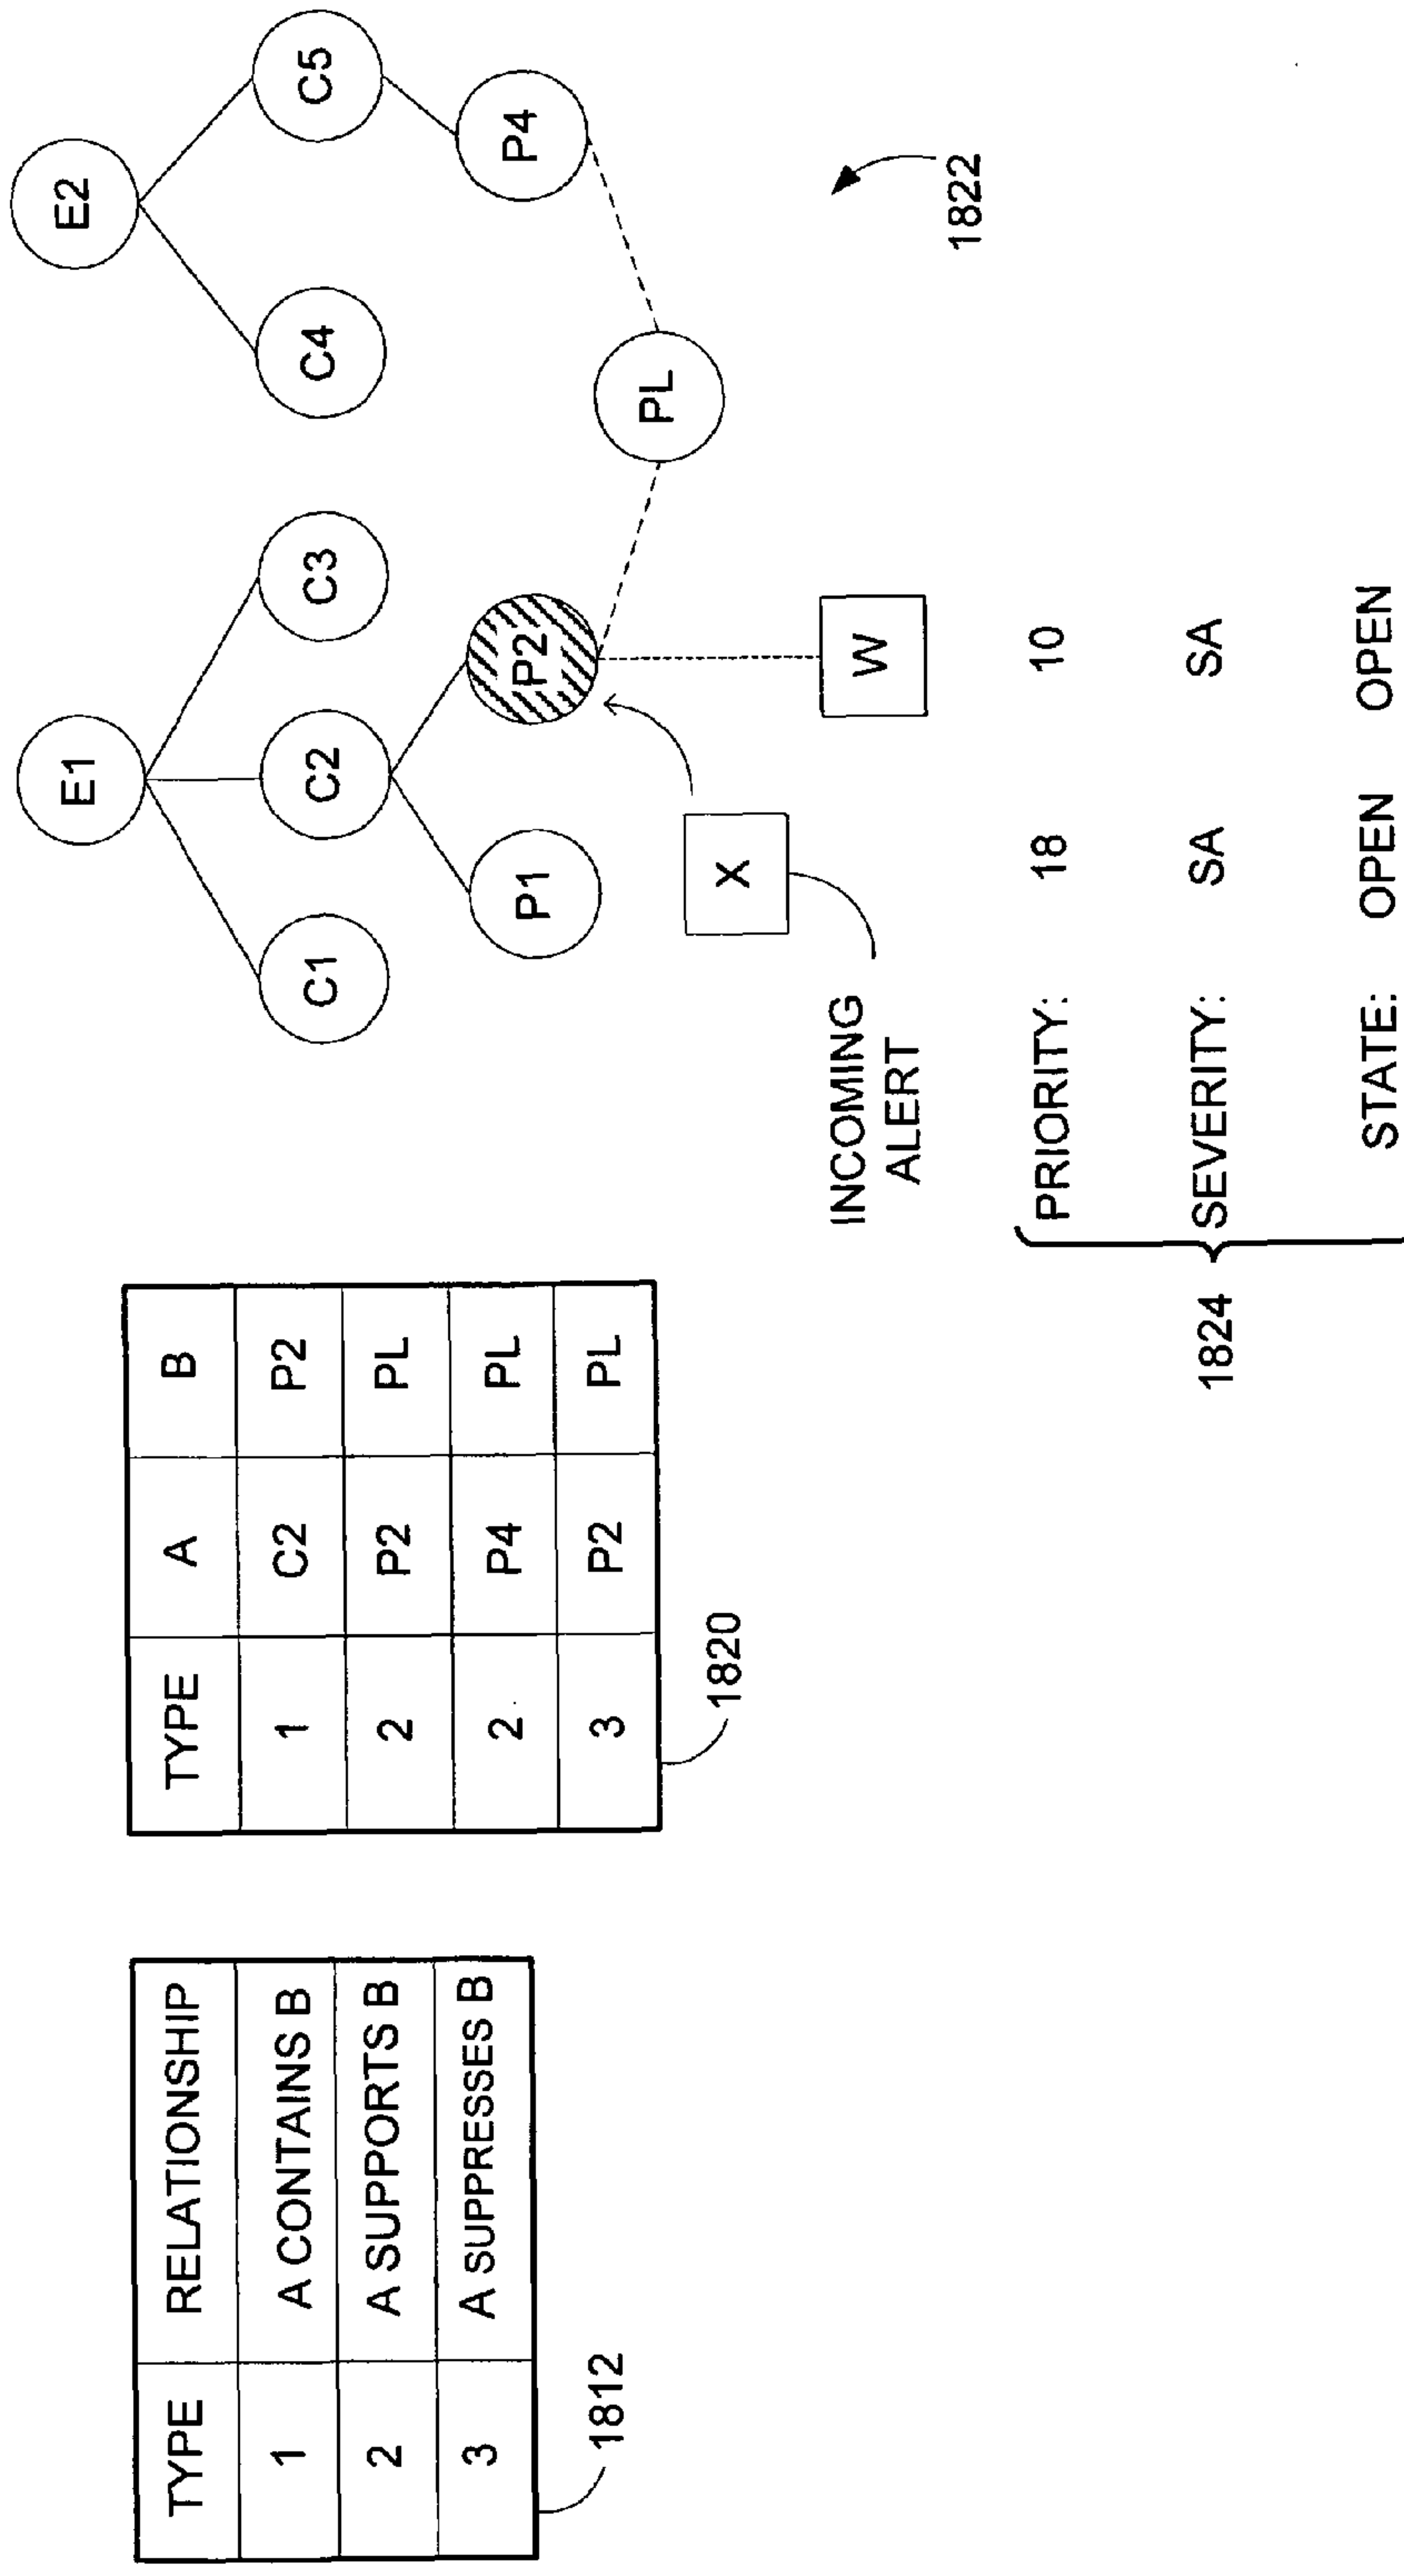 TYPE RELATIONSHIP
1 A CONTAINS B
2 A SUPPORTS B
3 A SUPPRESSES B
1812
TYPE A B
1 C2 P2
2 P2 PL
2 P4 PL
3 P2 PL
1820
E1 E2
C1 C2 C3 C4 C5
P1 P2 P4
PL
X
W
INCOMING
ALERT
1822
PRIORITY: 18 10
1824 SEVERITY: SA SA
STATE: OPEN OPEN